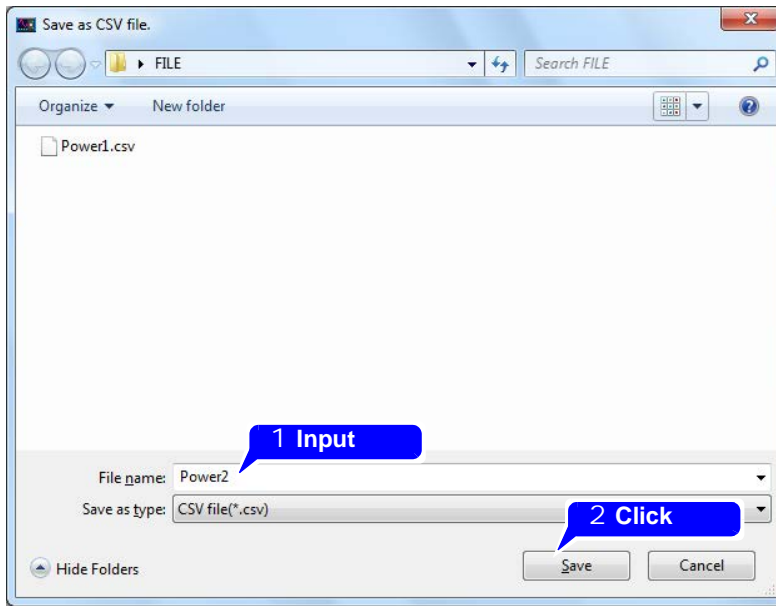 Save as CSV file.
FILE
Search FILE
Organize
New folder
Power1.csv
1 Input
File name: Power2
Save as type: CSV file(*.csv)
2 Click
Hide Folders
Save
Cancel